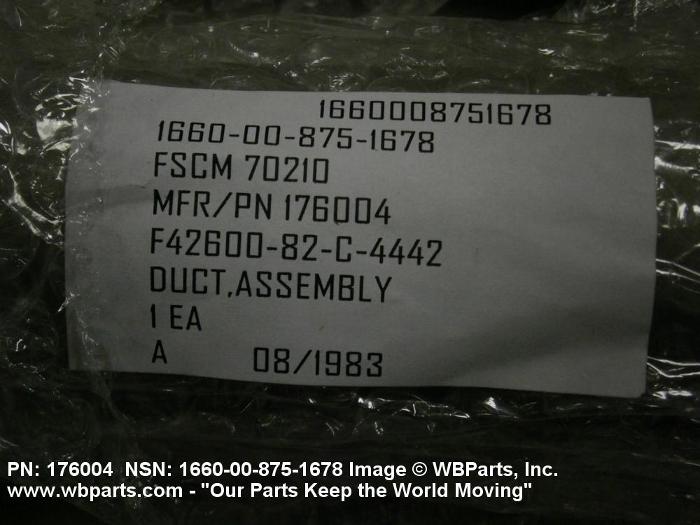 1660008751678
1660-00-875-1678
FSCM 70210
MFR/PN 176004
F42600-82-C-4442
DUCT,ASSEMBLY
1 EA
A 08/1983
PN: 176004 NSN: 1660-00-875-1678 Image © WBParts, Inc.
www.wbparts.com - "Our Parts Keep the World Moving"